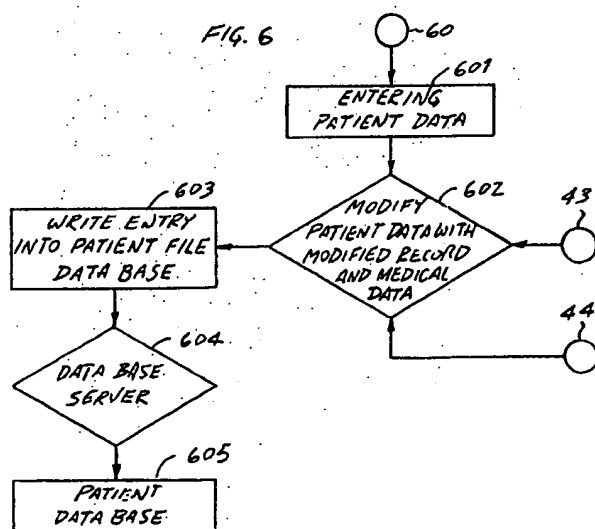 FIG. 6
60
601
ENTERING
PATIENT DATA
602
MODIFY
PATIENT DATA WITH
MODIFIED RECORD
AND MEDICAL
DATA
43
44
603
WRITE ENTRY
INTO PATIENT FILE
DATA BASE
604
DATA BASE
SERVER
605
PATIENT
DATA BASE